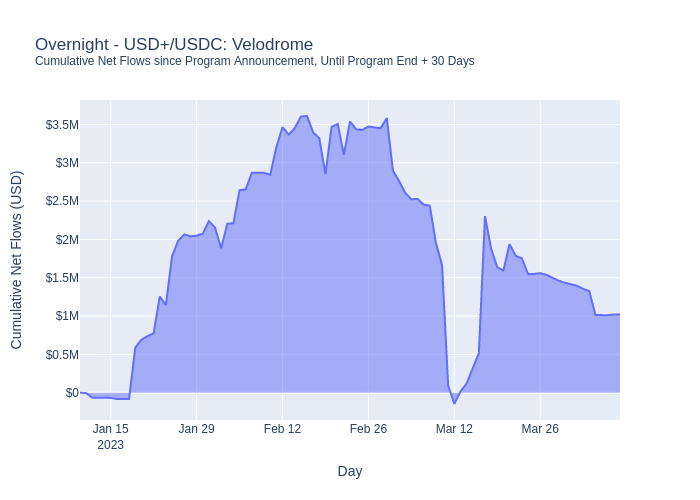 Overnight - USD+/USDC: Velodrome
Cumulative Net Flows since Program Announcement, Until Program End + 30 Days
Cumulative Net Flows (USD)
$3.5M
$3M
$2.5M
$2M
$1.5M
$1M
$0.5M
$0
Jan 15
2023
Jan 29
Feb 12
Feb 26
Mar 12
Mar 26
Day